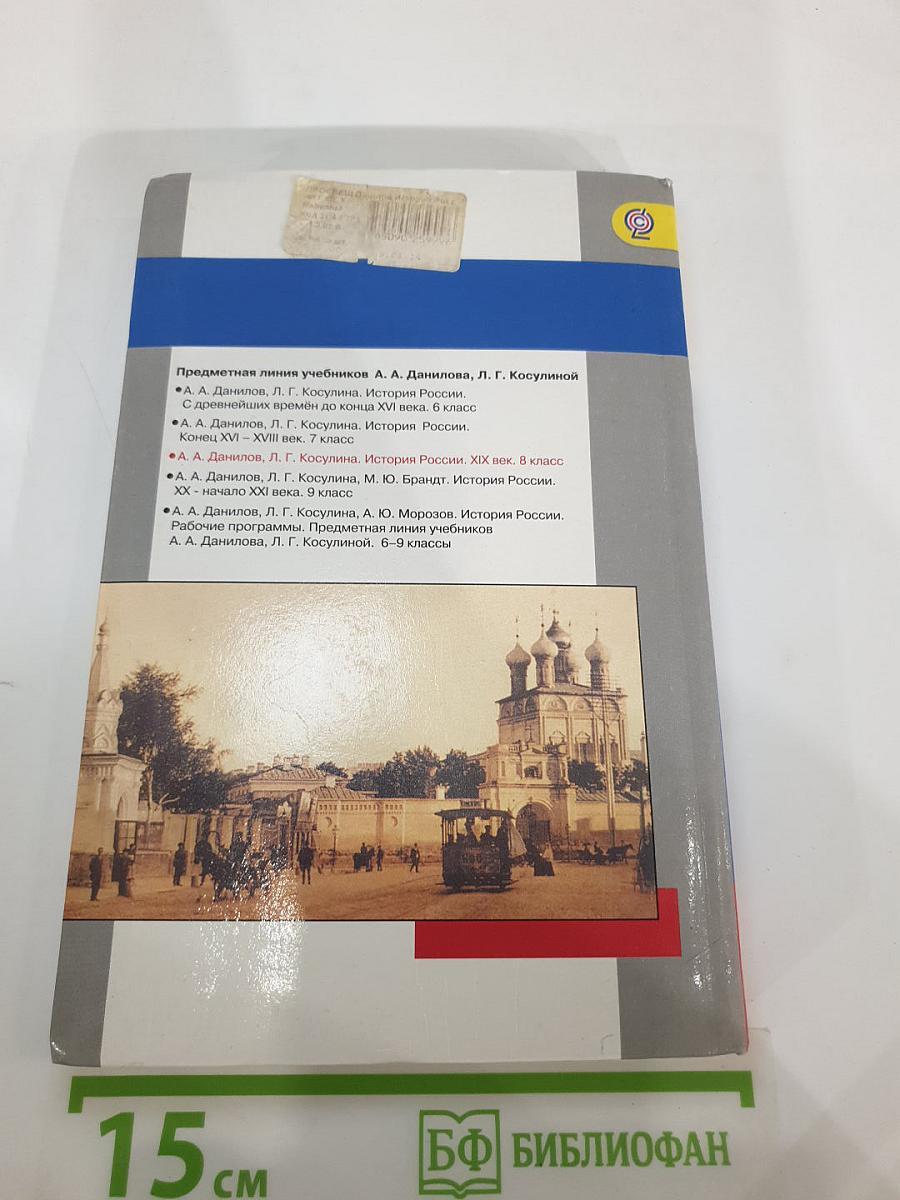 Предметная линия учебников А. А. Данилова, Л. Г. Косулиной
• А. А. Данилов, Л. Г. Косулина. История России.
С древнейших времён до конца XVI века. 6 класс
• А. А. Данилов, Л. Г. Косулина. История России.
Конец XVI – XVIII век. 7 класс
• А. А. Данилов, Л. Г. Косулина. История России. XIX век. 8 класс
• А. А. Данилов, Л. Г. Косулина, М. Ю. Брандт. История России.
XX - начало XXI века. 9 класс
• А. А. Данилов, Л. Г. Косулина, А. Ю. Морозов. История России.
Рабочие программы. Предметная линия учебников
А. А. Данилова, Л. Г. Косулиной. 6–9 классы
15 см
БФ БИБЛИОФАН